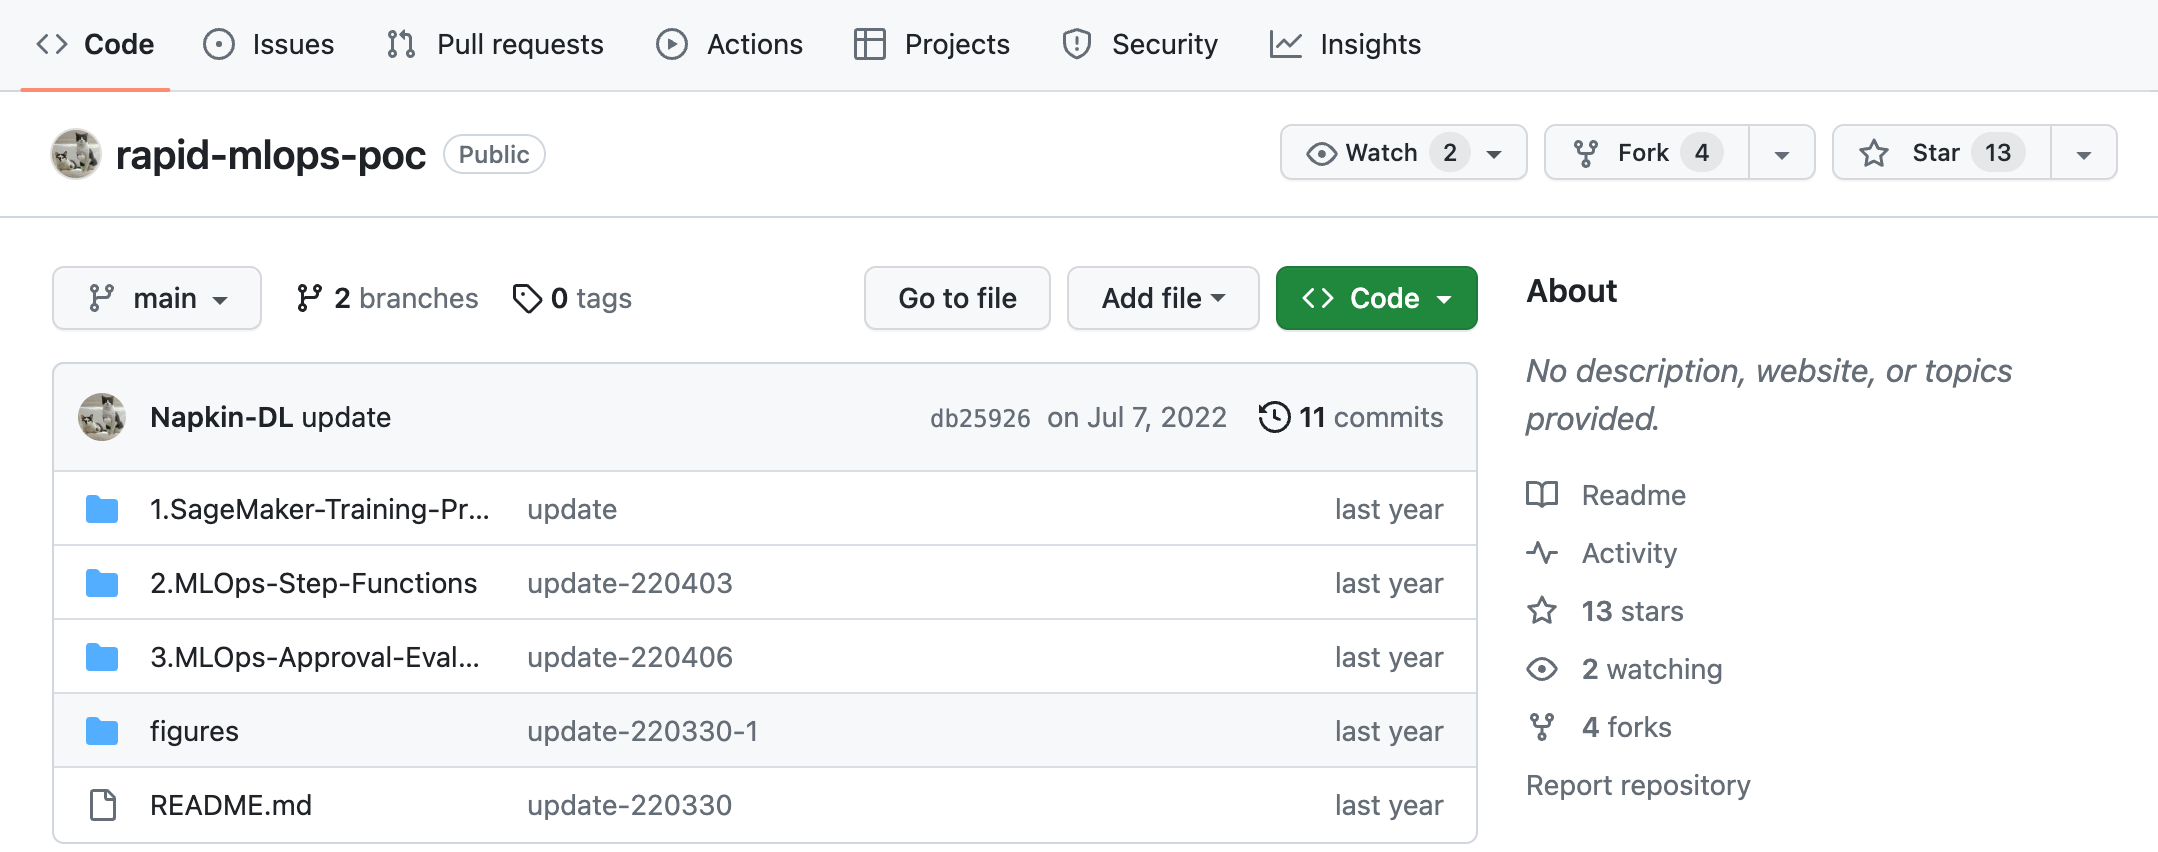 Code Issues Pull requests Actions Projects Security Insights
rapid-mlops-poc Public Watch 2 Fork 4 Star 13
main 2 branches 0 tags Go to file Add file Code
Napkin-DL update db25926 on Jul 7, 2022 11 commits
1.SageMaker-Training-Pr... update last year
2.MLOps-Step-Functions update-220403 last year
3.MLOps-Approval-Eval... update-220406 last year
figures update-220330-1 last year
README.md update-220330 last year
About
No description, website, or topics
provided.
Readme
Activity
13 stars
2 watching
4 forks
Report repository